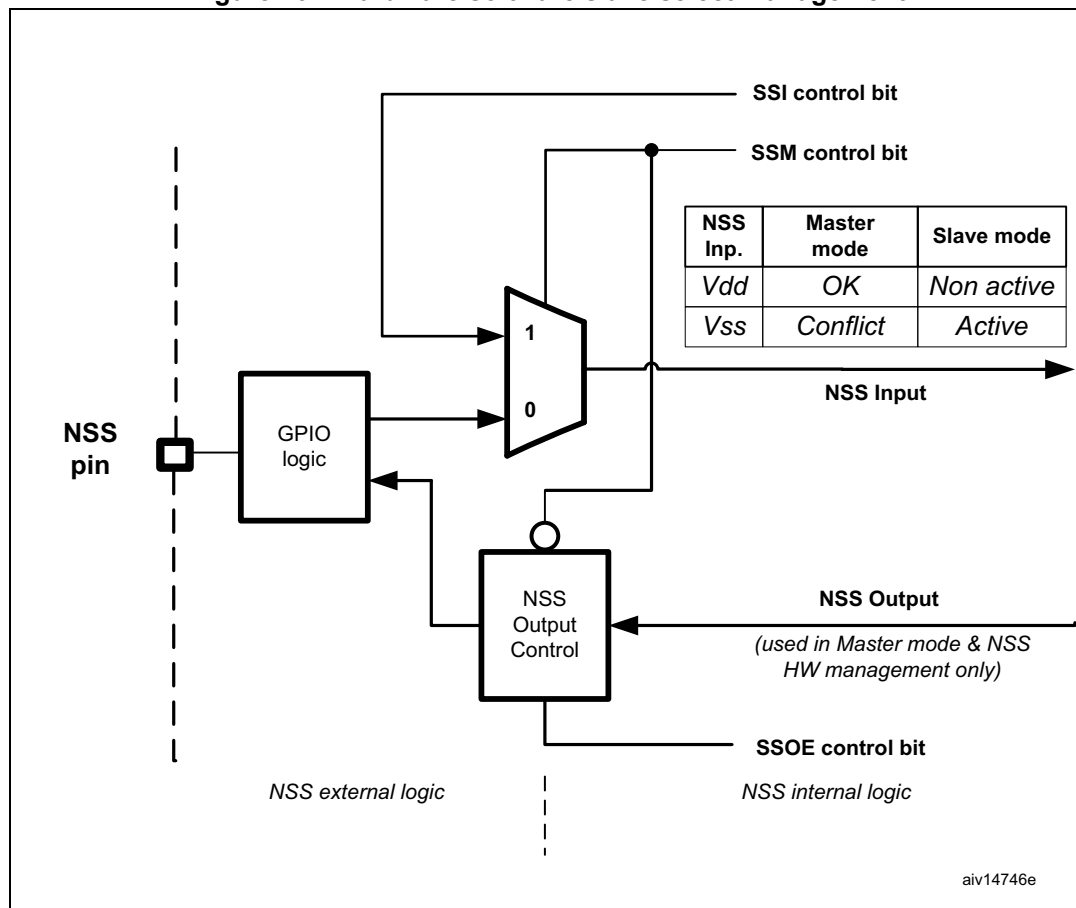 SSI control bit
SSM control bit
NSS Inp. Master mode Slave mode
Vdd OK Non active
Vss Conflict Active
1
NSS Input
0
NSS
pin
GPIO
logic
NSS
Output
Control
NSS Output
(used in Master mode & NSS
HW management only)
SSOE control bit
NSS external logic
NSS internal logic
aiv14746e